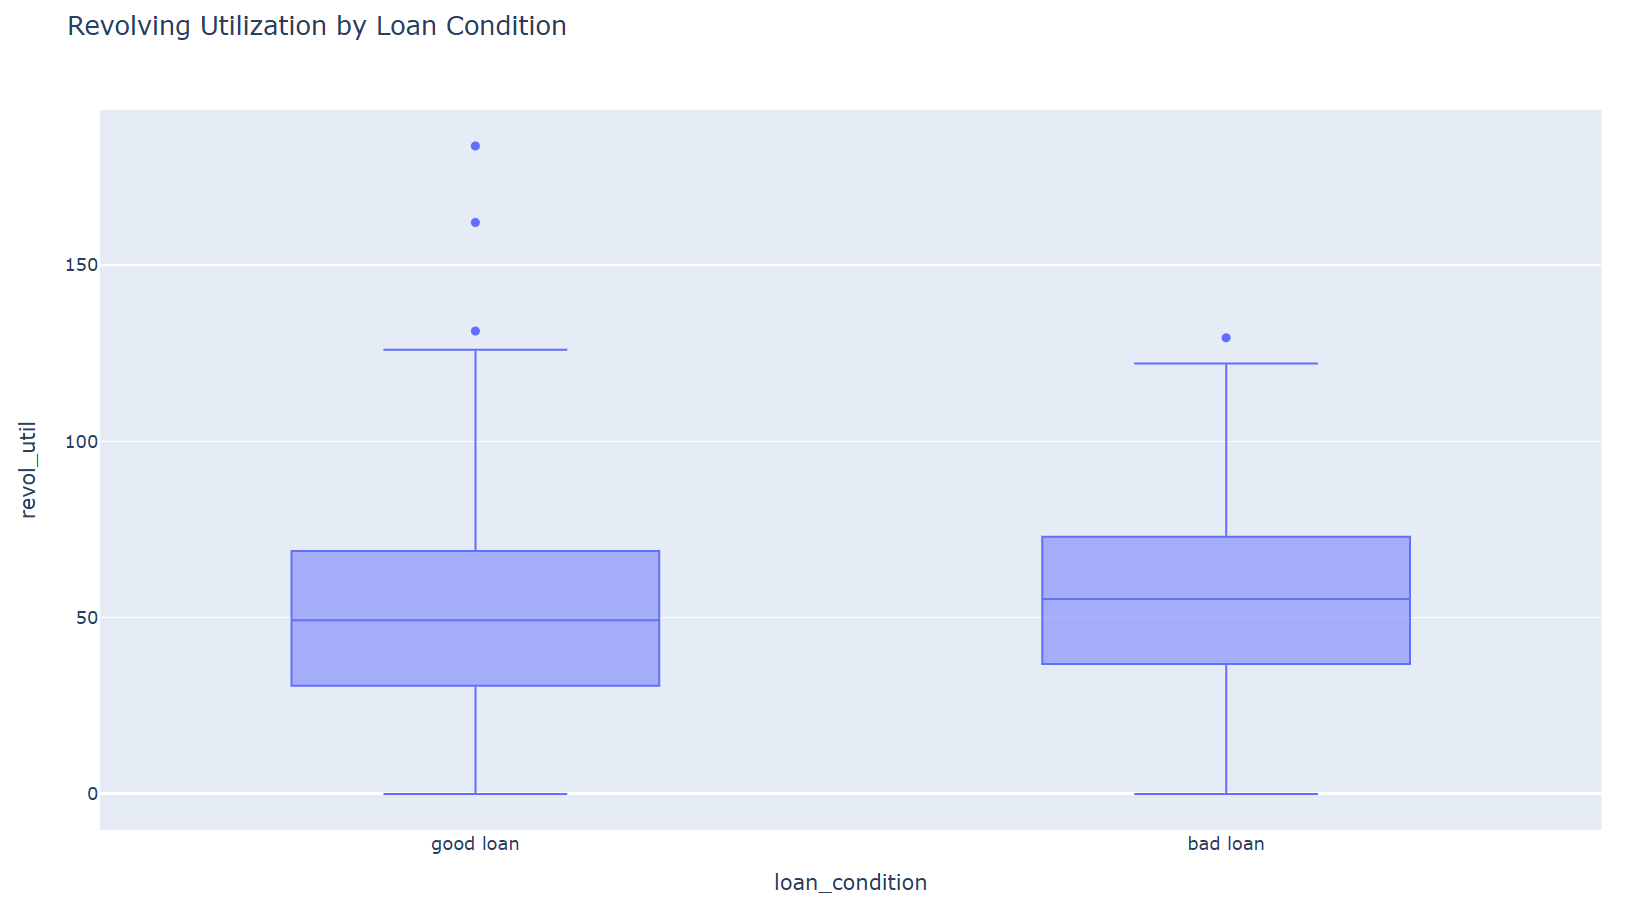 Revolving Utilization by Loan Condition
150
100
50
0
revol_util
good loan
bad loan
loan_condition